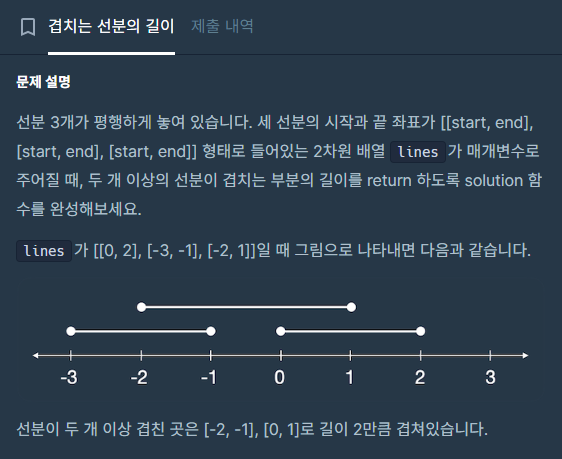 겹치는 선분의 길이 제출 내역
문제 설명
선분 3개가 평행하게 놓여 있습니다. 세 선분의 시작과 끝 좌표가 [[start, end],
[start, end], [start, end]] 형태로 들어있는 2차원 배열 lines 가 매개변수로
주어질 때, 두 개 이상의 선분이 겹치는 부분의 길이를 return 하도록 solution 함
수를 완성해보세요.
lines 가 [[0, 2], [-3, -1], [-2, 1]]일 때 그림으로 나타내면 다음과 같습니다.
-3 -2 -1 0 1 2 3
선분이 두 개 이상 겹친 곳은 [-2, -1], [0, 1]로 길이 2만큼 겹쳐있습니다.